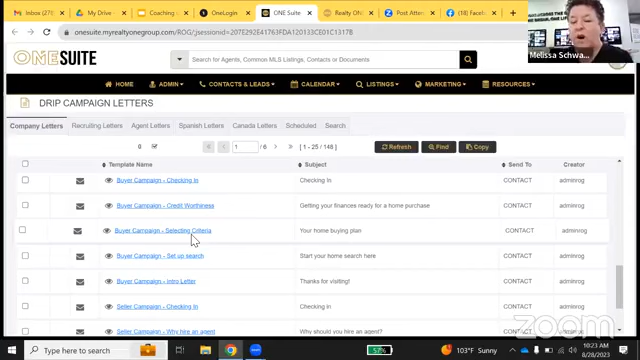 Inbox (276
My Drive
Coaching
OneLogin
ONE Suite
Realty ON
Post Atten
(18) Faceb
onesuite.myrealtyonegroup.com/ROG/
ONESUITE
Search for Agents, Common MLS Listings, Contacts or Documents
Melissa Schwa...
HOME ADMIN CONTACTS & LEADS CALENDAR LISTINGS MARKETING RESOURCES
DRIP CAMPAIGN LETTERS
Company Letters Recruiting Letters Agent Letters Spanish Letters Canada Letters Scheduled Search
0 1 / 6 [ 1 - 25 / 148 ] Refresh Find Copy
Template Name Subject Send To Creator
Buyer Campaign - Checking In Checking In CONTACT adminrog
Buyer Campaign - Credit Worthiness Getting your finances ready for a home purchase CONTACT adminrog
Buyer Campaign - Selecting Criteria Your home buying plan CONTACT adminrog
Buyer Campaign - Set up search Start your home search here CONTACT adminrog
Buyer Campaign - Intro Letter Thanks for visiting! CONTACT adminrog
Seller Campaign - Checking In Checking In CONTACT adminrog
Seller Campaign - Why hire an agent Why should you hire an agent? CONTACT adminrog
zoom
Type here to search
57%
103°F Sunny
10:23 AM
8/28/2023